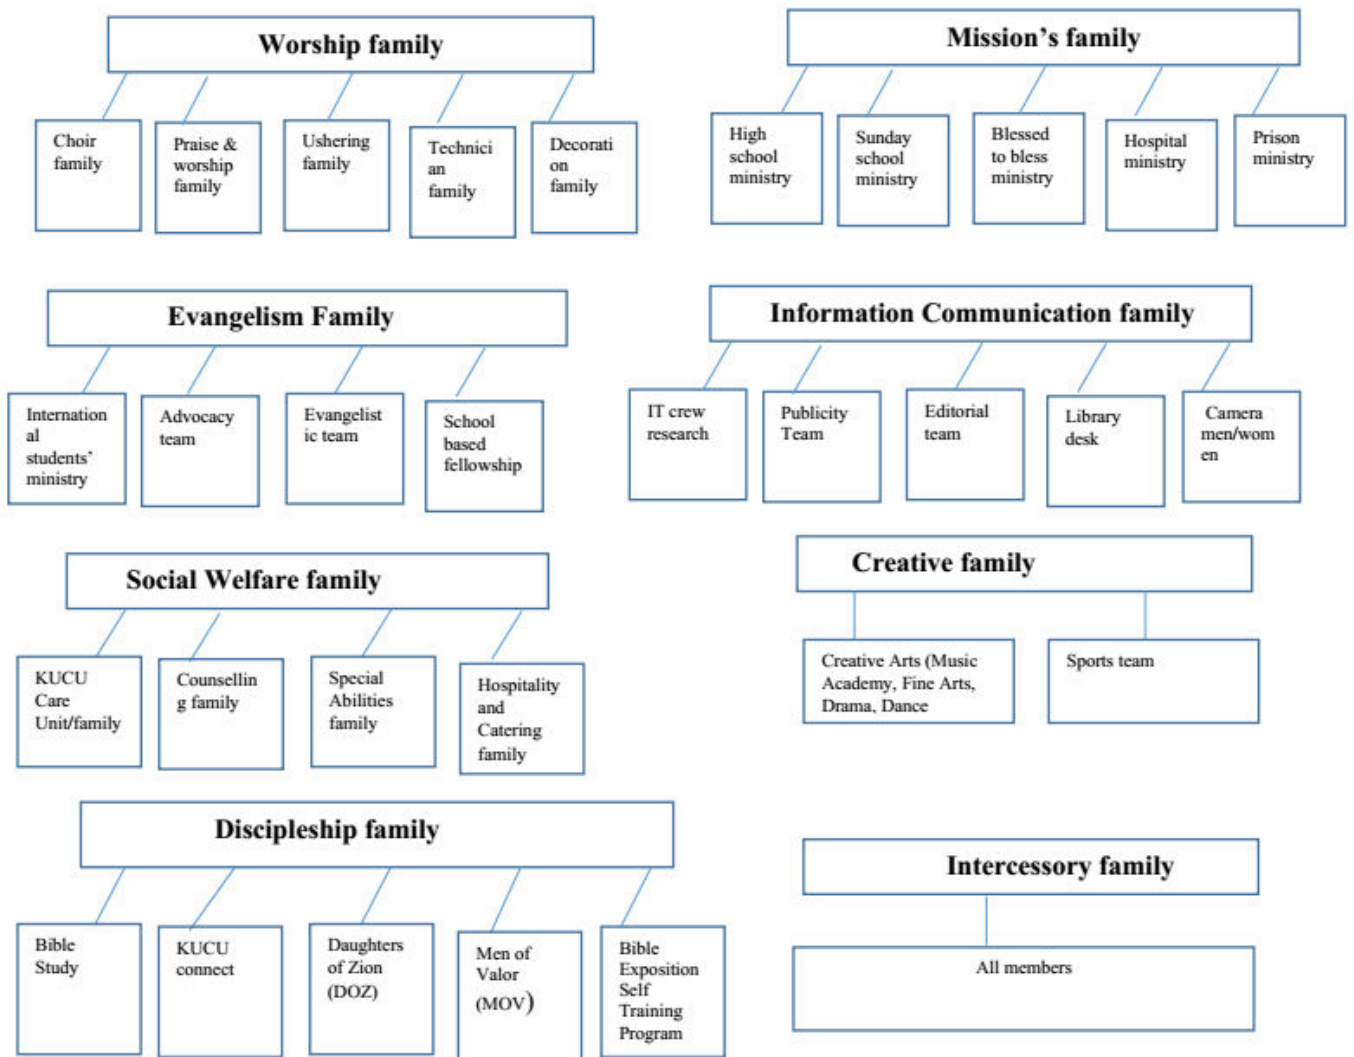 Worship family
Choir
family
Praise &
worship
family
Ushering
family
Technici
an
family
Decorati
on
family
Mission's family
High
school
ministry
Sunday
school
ministry
Blessed
to bless
ministry
Hospital
ministry
Prison
ministry
Evangelism Family
Internation
al
students'
ministry
Advocacy
team
Evangelist
ic team
School
based
fellowship
Information Communication family
IT crew
research
Publicity
Team
Editorial
team
Library
desk
Camera
men/wom
en
Social Welfare family
KUCU
Care
Unit/family
Counsellin
g family
Special
Abilities
family
Hospitality
and
Catering
family
Creative family
Creative Arts (Music
Academy, Fine Arts,
Drama, Dance
Sports team
Discipleship family
Bible
Study
KUCU
connect
Daughters
of Zion
(DOZ)
Men of
Valor
(MOV)
Bible
Exposition
Self
Training
Program
Intercessory family
All members